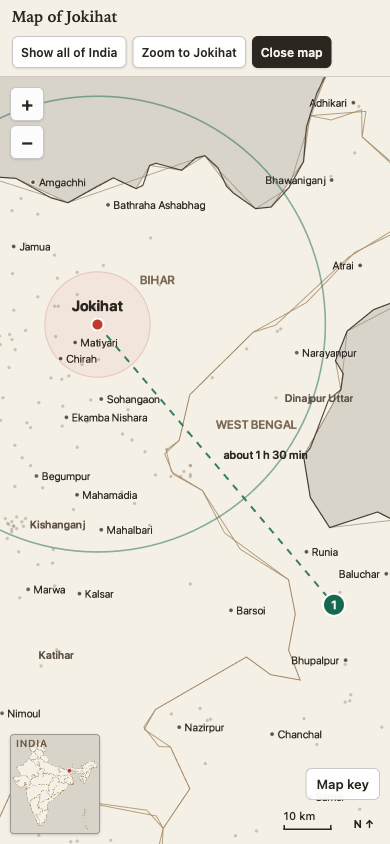 Map of Jokihat
Show all of India
Zoom to Jokihat
Close map
+
−
Adhikari
Amgachhi
Bhawaniganj
Bathraha Ashabhag
Jamua
Atrai
BIHAR
Jokihat
Matiyari
Narayanpur
Chirah
Sohangaon
Dinajpur Uttar
Ekamba Nishara
WEST BENGAL
about 1 h 30 min
Begumpur
Mahamadia
Kishanganj
Mahalbari
Runia
Baluchar
Marwa
Kalsar
1
Barsoi
Katihar
Bhupalpur
Nimoul
Nazirpur
Chanchal
INDIA
Map key
10 km
N ↑